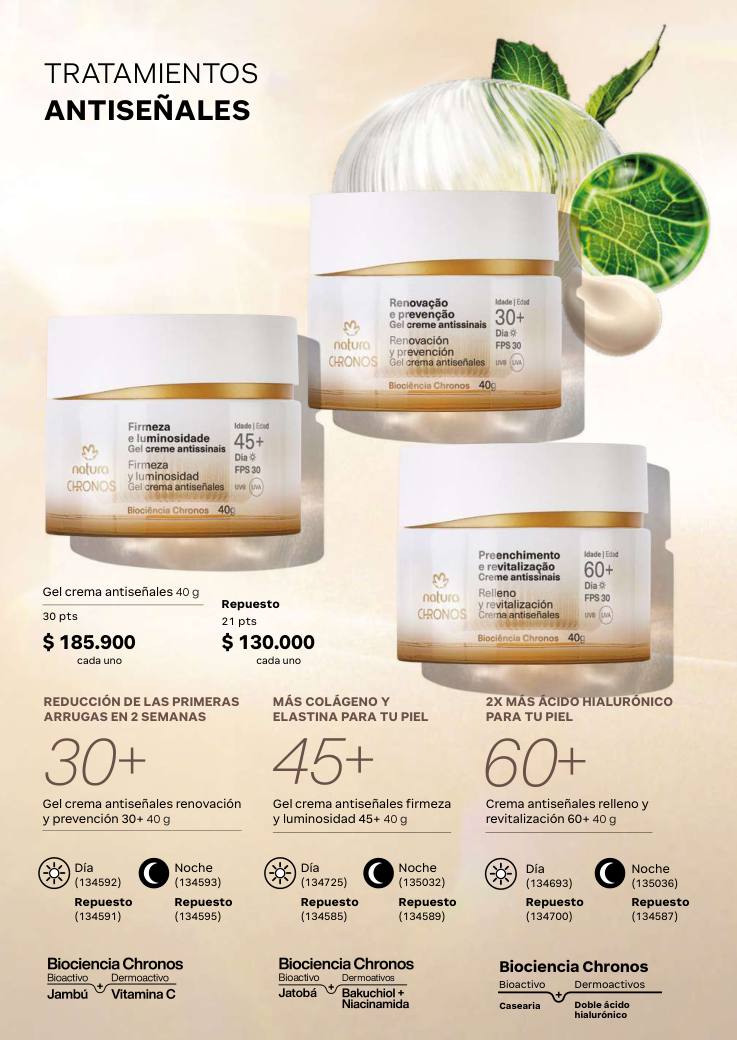 TRATAMIENTOS
ANTISEÑALES
Renovação
e prevenção
Gel creme antissinais
Renovación
y prevención
Gel crema antiseñales
Idade | Edad
30+
Dia
FPS 30
UVB UVA
natura
CHRONOS
Biociência Chronos 40g
Firmeza
e luminosidade
Gel creme antissinais
Firmeza
y luminosidad
Gel crema antiseñales
Idade | Edad
45+
Dia
FPS 30
UVB UVA
natura
CHRONOS
Biociência Chronos 40g
Preenchimento
e revitalização
Creme antissinais
Relleno
y revitalización
Crema antiseñales
Idade | Edad
60+
Dia
FPS 30
UVB UVA
natura
CHRONOS
Biociência Chronos 40g
Gel crema antiseñales 40 g
30 pts
$ 185.900
cada uno
Repuesto
21 pts
$ 130.000
cada uno
REDUCCIÓN DE LAS PRIMERAS
ARRUGAS EN 2 SEMANAS
30+
Gel crema antiseñales renovación
y prevención 30+ 40 g
Día
(134592)
Repuesto
(134591)
Noche
(134593)
Repuesto
(134595)
Biociencia Chronos
Bioactivo + Dermoactivo
Jambú Vitamina C
MÁS COLÁGENO Y
ELASTINA PARA TU PIEL
45+
Gel crema antiseñales firmeza
y luminosidad 45+ 40 g
Día
(134725)
Repuesto
(134585)
Noche
(135032)
Repuesto
(134589)
Biociencia Chronos
Bioactivo + Dermoativos
Jatobá Bakuchiol +
Niacinamida
2X MÁS ÁCIDO HIALURÓNICO
PARA TU PIEL
60+
Crema antiseñales relleno y
revitalización 60+ 40 g
Día
(134693)
Repuesto
(134700)
Noche
(135036)
Repuesto
(134587)
Biociencia Chronos
Bioactivo + Dermoactivos
Casearia Doble ácido
hialurónico